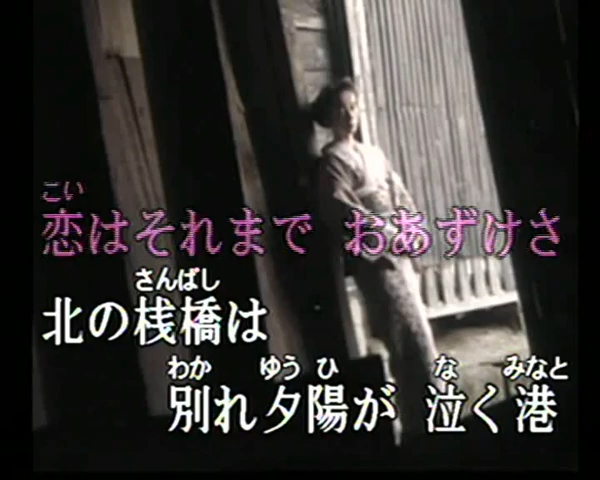 こい
恋はそれまで おあずけさ
さんばし
北の桟橋は
わか ゆう ひ な みなと
別れ夕陽が 泣く港